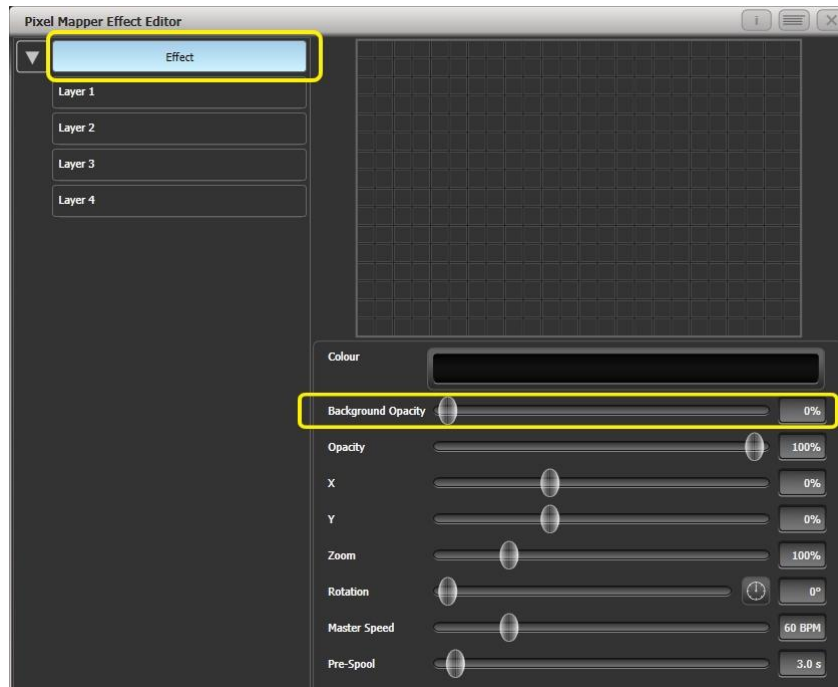 Pixel Mapper Effect Editor
Effect
Layer 1
Layer 2
Layer 3
Layer 4
Colour
Background Opacity 0%
Opacity 100%
X 0%
Y 0%
Zoom 100%
Rotation 0°
Master Speed 60 BPM
Pre-Spool 3.0 s